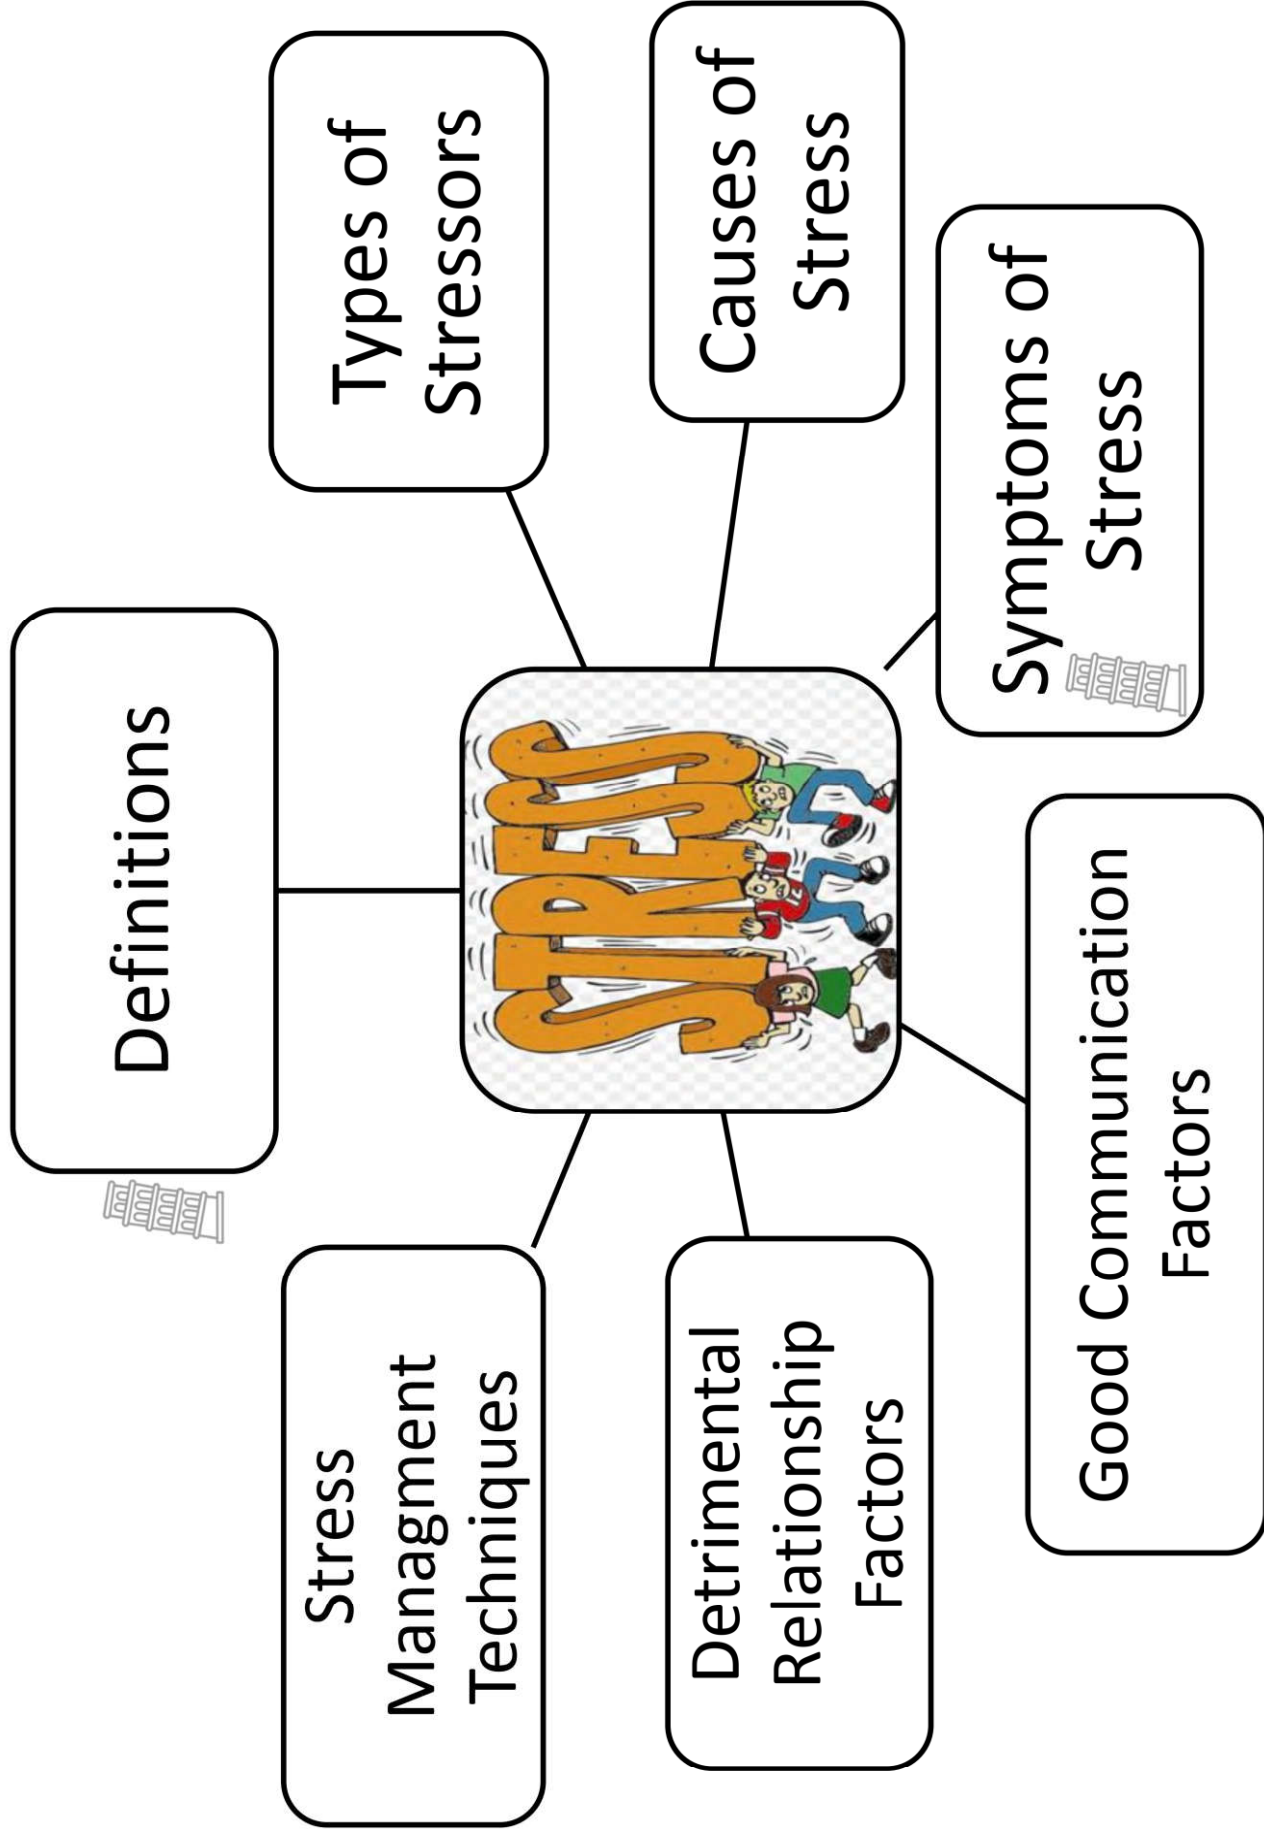 Definitions
Types of
Stressors
Causes of
Stress
Symptoms of
Stress
Good Communication
Factors
Detrimental
Relationship
Factors
Stress
Managment
Techniques
STRESS
12